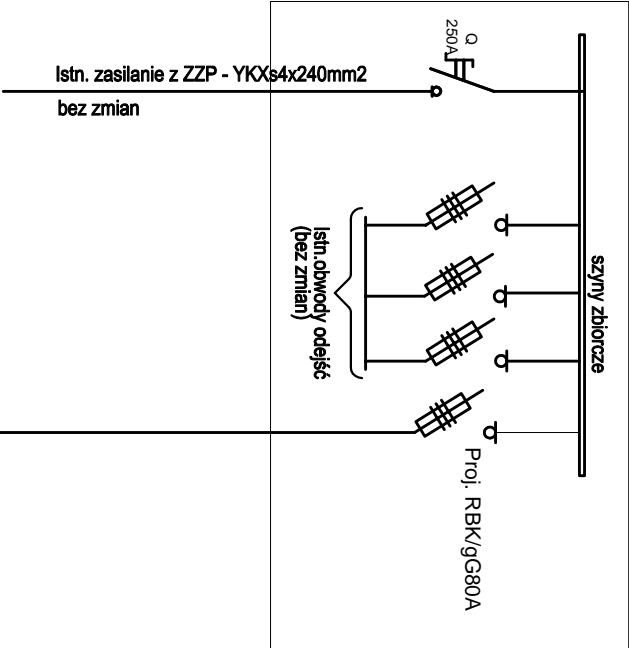 Q
250A
Istn. zasilanie z ZZP - YKXs4x240mm2
bez zmian
szyny zbiorcze
Istn.obwody odejść
(bez zmian)
Proj. RBK/gG80A